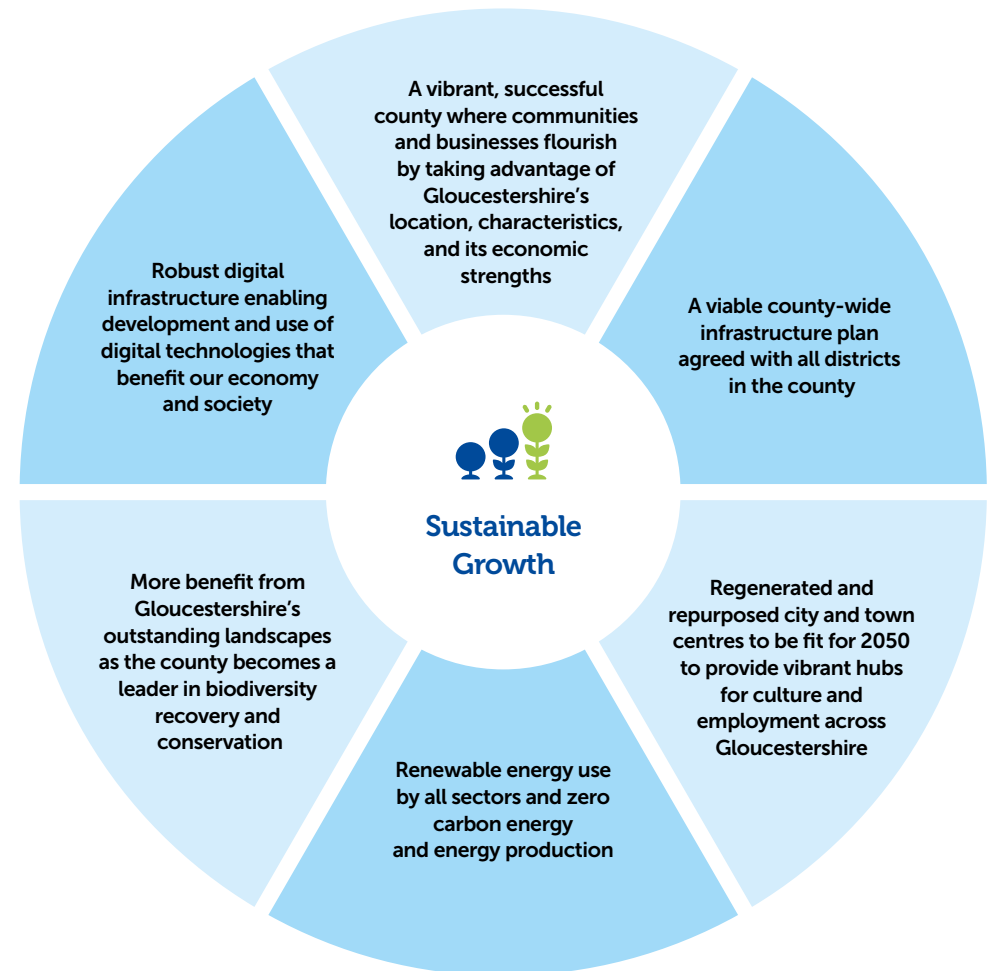 A vibrant, successful
county where communities
and businesses flourish
by taking advantage of
Gloucestershire’s
location, characteristics,
and its economic
strengths
A viable county-wide
infrastructure plan
agreed with all districts
in the county
Regenerated and
repurposed city and town
centres to be fit for 2050
to provide vibrant hubs
for culture and
employment across
Gloucestershire
Renewable energy use
by all sectors and zero
carbon energy
and energy production
More benefit from
Gloucestershire’s
outstanding landscapes
as the county becomes a
leader in biodiversity
recovery and
conservation
Robust digital
infrastructure enabling
development and use of
digital technologies that
benefit our economy
and society
Sustainable
Growth